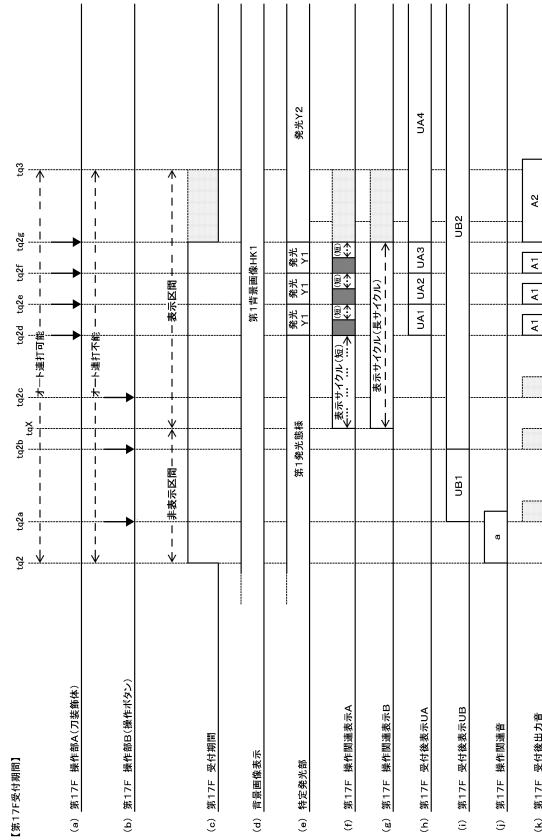 【第17F受付期間】
tq2 tq2a tq2b tqX tq2c tq2d tq2e tq2f tq2g tq3
オート連打可能
(a) 第17F 操作部A(刀装飾体)
オート連打不能
(b) 第17F 操作部B(操作ボタン)
非表示区間 表示区間
(c) 第17F 受付期間
(d) 背景画像表示 第1背景画像HK1
(e) 特定発光部 第1発光態様 発光Y1 発光Y1 発光Y1 発光Y2
(f) 第17F 操作関連表示A 表示サイクル(短) (短) (短) (短)
(g) 第17F 操作関連表示B 表示サイクル(長サイクル)
(h) 第17F 受付後表示UA UA1 UA2 UA3 UA4
(i) 第17F 受付後表示UB UB1 UB2
(j) 第17F 操作関連音 a
(k) 第17F 受付後出力音 A1 A1 A1 A2